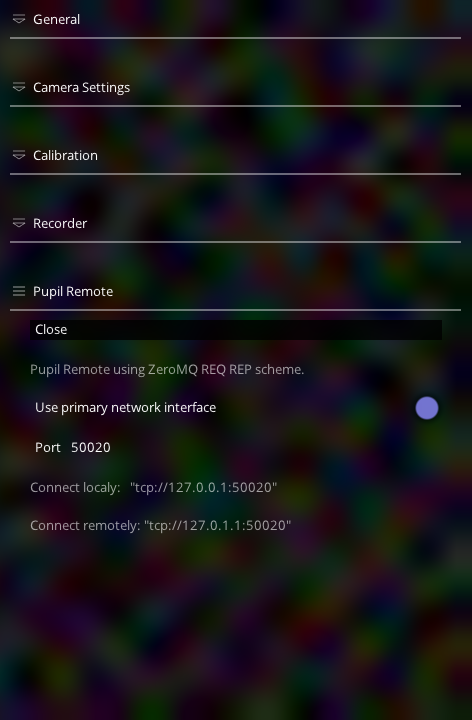 General
Camera Settings
Calibration
Recorder
Pupil Remote
Close
Pupil Remote using ZeroMQ REQ REP scheme.
Use primary network interface
Port 50020
Connect localy: "tcp://127.0.0.1:50020"
Connect remotely: "tcp://127.0.1.1:50020"